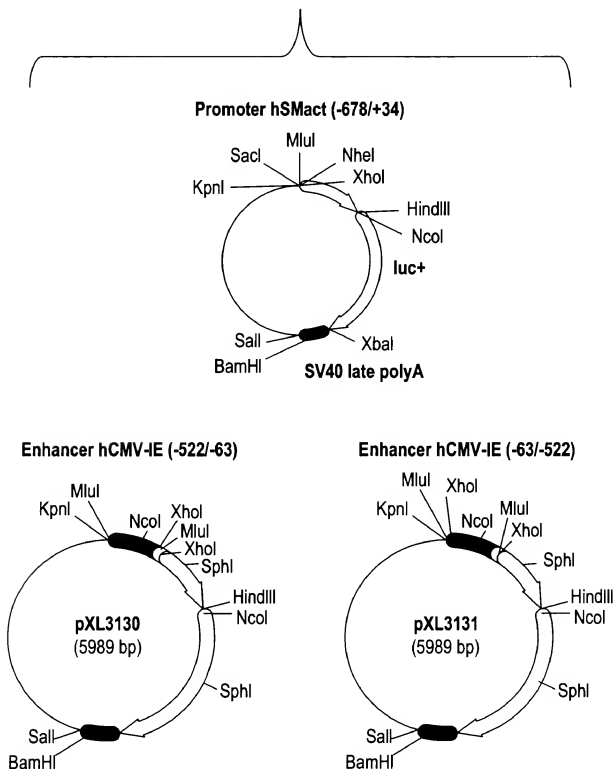 Promoter hSMact (-678/+34)
MluI
SacI
NheI
XhoI
KpnI
HindIII
NcoI
luc+
SalI
XbaI
BamHI
SV40 late polyA
Enhancer hCMV-IE (-522/-63)
MluI
KpnI
NcoI
XhoI
MluI
XhoI
SphI
HindIII
NcoI
pXL3130
(5989 bp)
SphI
SalI
BamHI
Enhancer hCMV-IE (-63/-522)
MluI
XhoI
KpnI
NcoI
MluI
XhoI
SphI
HindIII
NcoI
pXL3131
(5989 bp)
SphI
SalI
BamHI